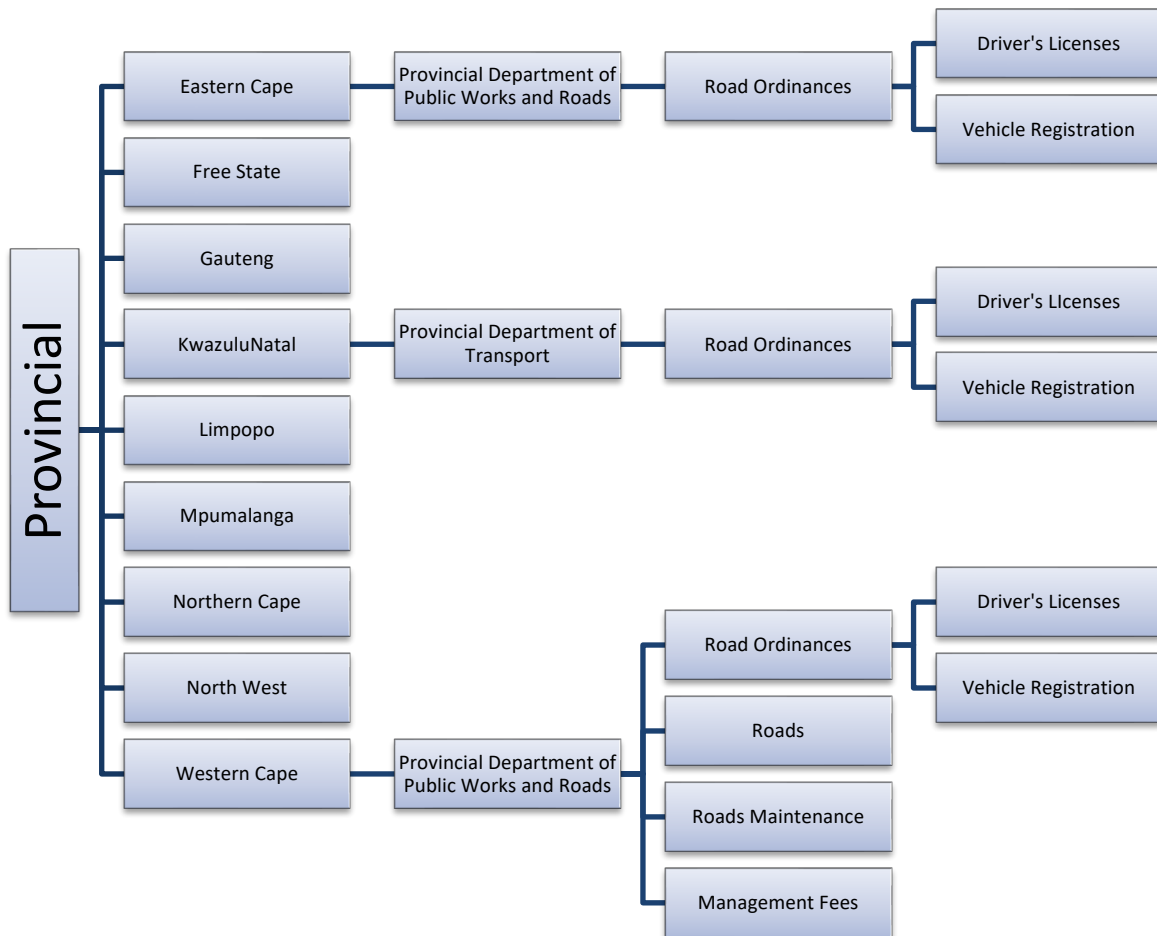 Provincial
Eastern Cape
Provincial Department of
Public Works and Roads
Road Ordinances
Driver's Licenses
Vehicle Registration
Free State
Gauteng
KwazuluNatal
Provincial Department of
Transport
Road Ordinances
Driver's LIcenses
Vehicle Registration
Limpopo
Mpumalanga
Northern Cape
North West
Western Cape
Provincial Department of
Public Works and Roads
Road Ordinances
Driver's Licenses
Vehicle Registration
Roads
Roads Maintenance
Management Fees